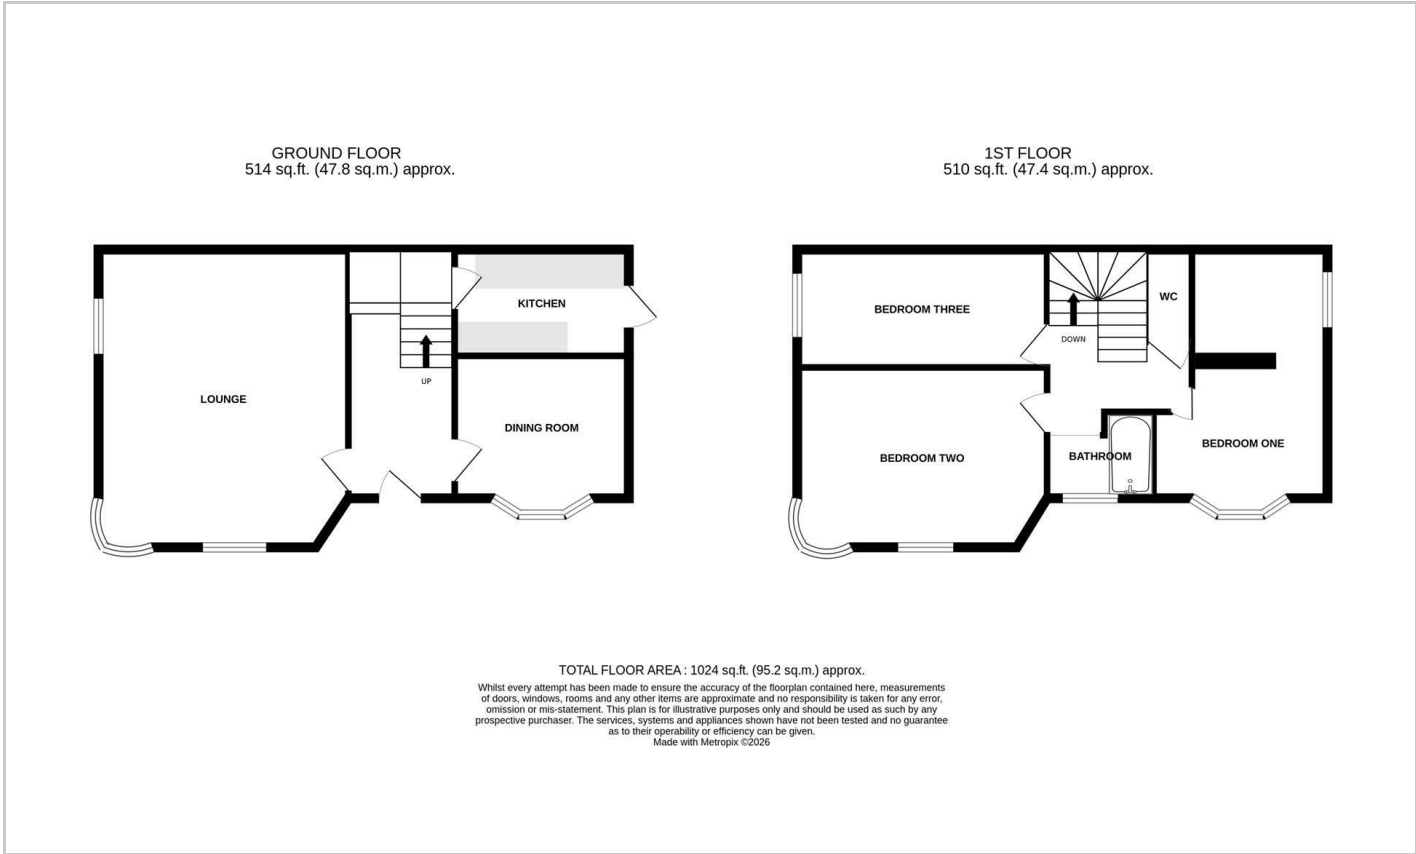 GROUND FLOOR
514 sq.ft. (47.8 sq.m.) approx.
LOUNGE
KITCHEN
UP
DINING ROOM
1ST FLOOR
510 sq.ft. (47.4 sq.m.) approx.
BEDROOM THREE
WC
DOWN
BEDROOM TWO
BATHROOM
BEDROOM ONE
TOTAL FLOOR AREA : 1024 sq.ft. (95.2 sq.m.) approx.
Whilst every attempt has been made to ensure the accuracy of the floorplan contained here, measurements
of doors, windows, rooms and any other items are approximate and no responsibility is taken for any error,
omission or mis-statement. This plan is for illustrative purposes only and should be used as such by any
prospective purchaser. The services, systems and appliances shown have not been tested and no guarantee
as to their operability or efficiency can be given.
Made with Metropix ©2026